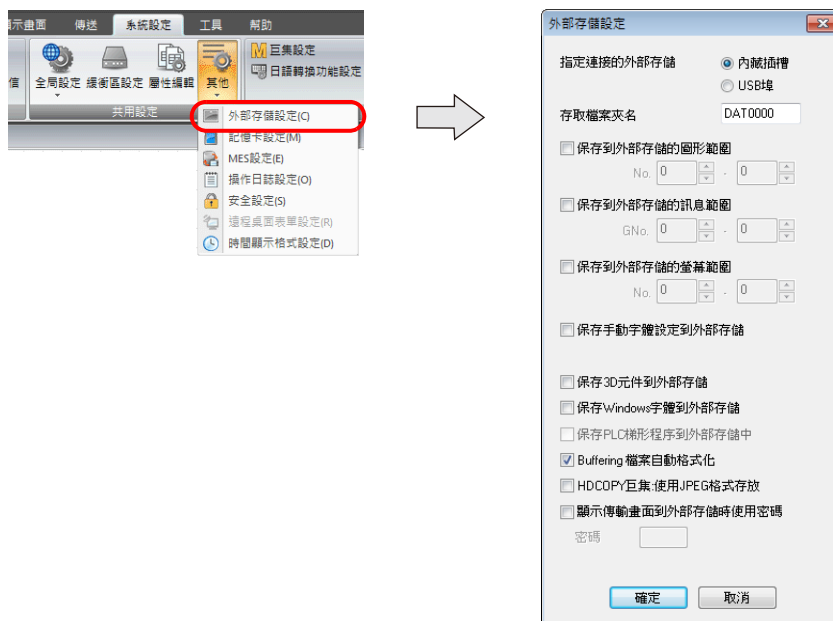 顯示畫面 傳送 系統設定 工具 幫助
信
全局設定 緩衝區設定 屬性編輯 其他
巨集設定
日語轉換功能設定
共用設定
外部存儲設定(C)
記憶卡設定(M)
MES設定(E)
操作日誌設定(O)
安全設定(S)
遠程桌面表單設定(R)
時間顯示格式設定(D)
外部存儲設定
指定連接的外部存儲 內藏插槽
USB埠
存取檔案夾名 DAT0000
保存到外部存儲的圖形範圍
No. 0 - 0
保存到外部存儲的訊息範圍
GNo. 0 - 0
保存到外部存儲的螢幕範圍
No. 0 - 0
保存手動字體設定到外部存儲
保存3D元件到外部存儲
保存Windows字體到外部存儲
保存PLC梯形程序到外部存儲中
Buffering 檔案自動格式化
HDCOPY巨集:使用JPEG格式存放
顯示傳輸畫面到外部存儲時使用密碼
密碼
確定 取消